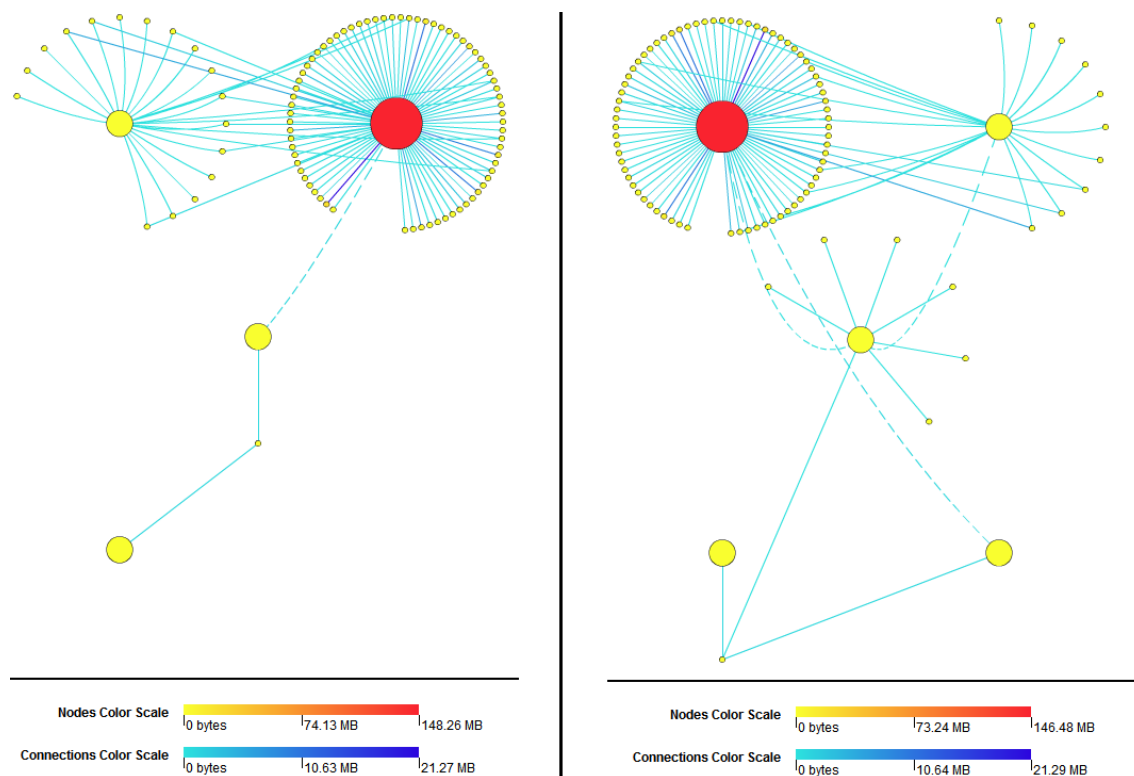 Nodes Color Scale
0 bytes 74.13 MB 148.26 MB
Connections Color Scale
0 bytes 10.63 MB 21.27 MB
Nodes Color Scale
0 bytes 73.24 MB 146.48 MB
Connections Color Scale
0 bytes 10.64 MB 21.29 MB